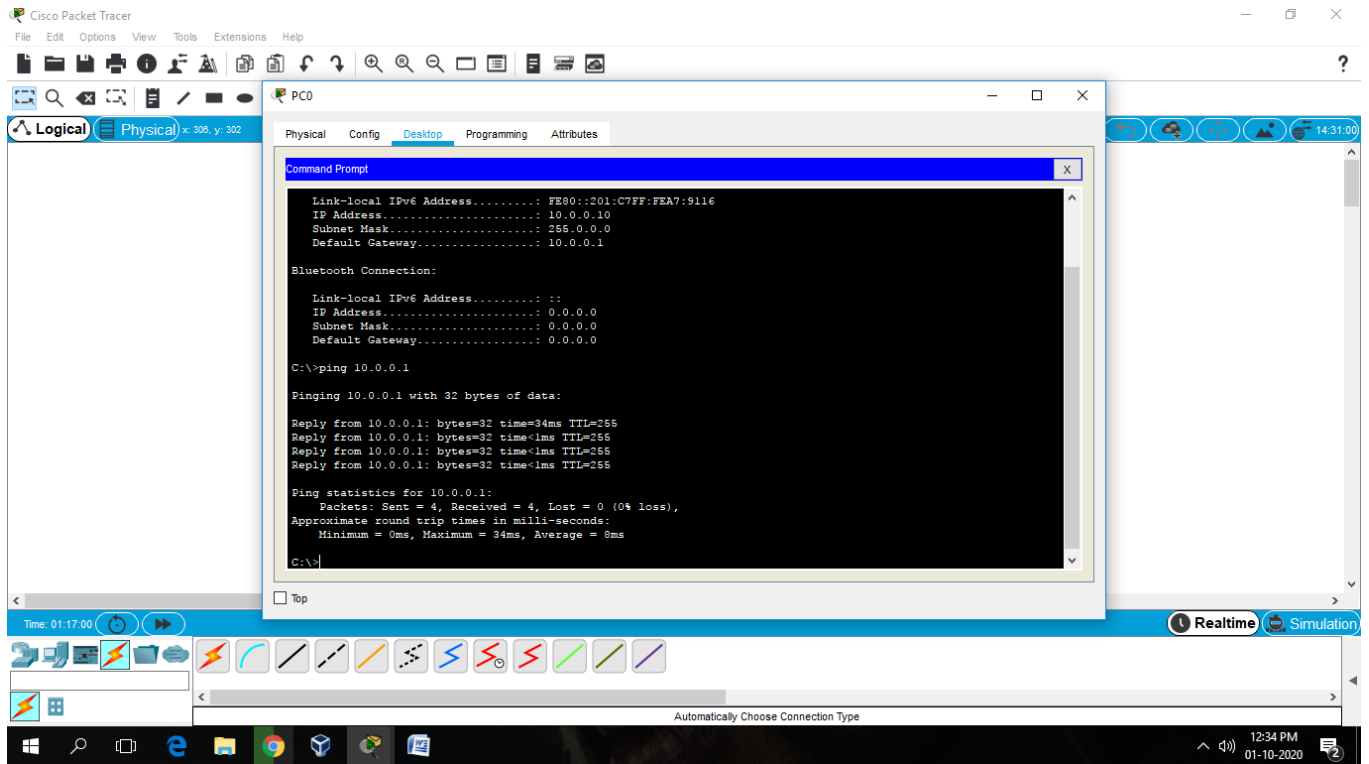 Cisco Packet Tracer
File Edit Options View Tools Extensions Help
?
PC0
Logical Physical x: 306, y: 302
14:31:00
Physical Config Desktop Programming Attributes
Command Prompt
X
Link-local IPv6 Address.........: FE80::201:C7FF:FEA7:9116
IP Address......................: 10.0.0.10
Subnet Mask.....................: 255.0.0.0
Default Gateway.................: 10.0.0.1
Bluetooth Connection:
Link-local IPv6 Address.........: ::
IP Address......................: 0.0.0.0
Subnet Mask.....................: 0.0.0.0
Default Gateway.................: 0.0.0.0
C:\>ping 10.0.0.1
Pinging 10.0.0.1 with 32 bytes of data:
Reply from 10.0.0.1: bytes=32 time=34ms TTL=255
Reply from 10.0.0.1: bytes=32 time<1ms TTL=255
Reply from 10.0.0.1: bytes=32 time<1ms TTL=255
Reply from 10.0.0.1: bytes=32 time<1ms TTL=255
Ping statistics for 10.0.0.1:
Packets: Sent = 4, Received = 4, Lost = 0 (0% loss),
Approximate round trip times in milli-seconds:
Minimum = 0ms, Maximum = 34ms, Average = 8ms
C:\>
Top
Time: 01:17:00
Realtime Simulation
Automatically Choose Connection Type
12:34 PM
01-10-2020
2